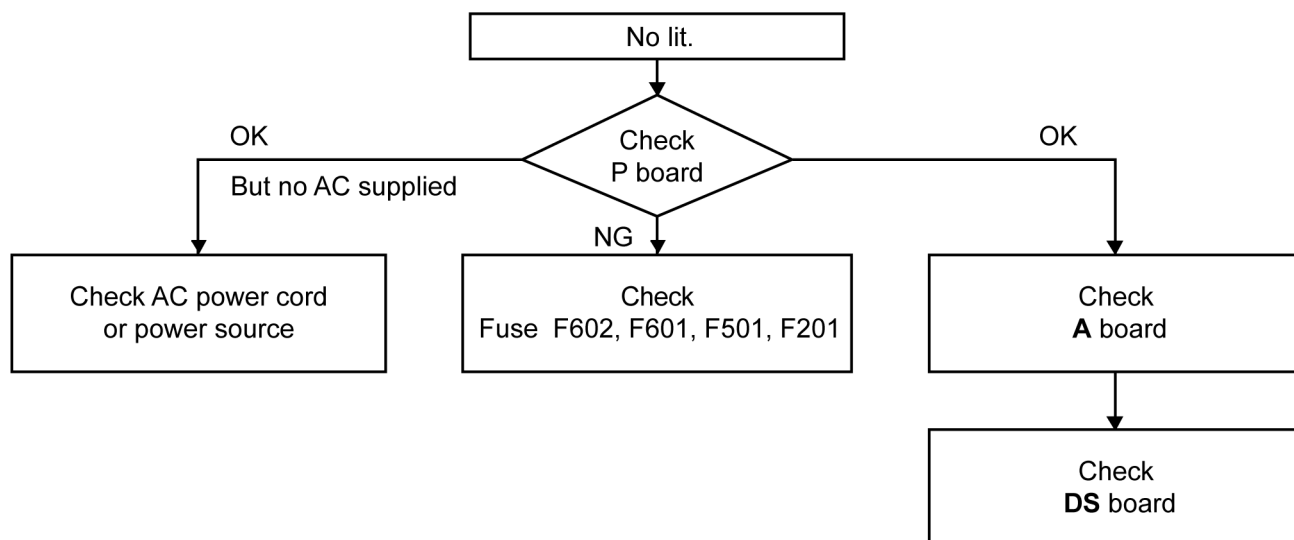 No lit.
Check
P board
OK
But no AC supplied
OK
NG
Check AC power cord
or power source
Check
Fuse F602, F601, F501, F201
Check
A board
Check
DS board